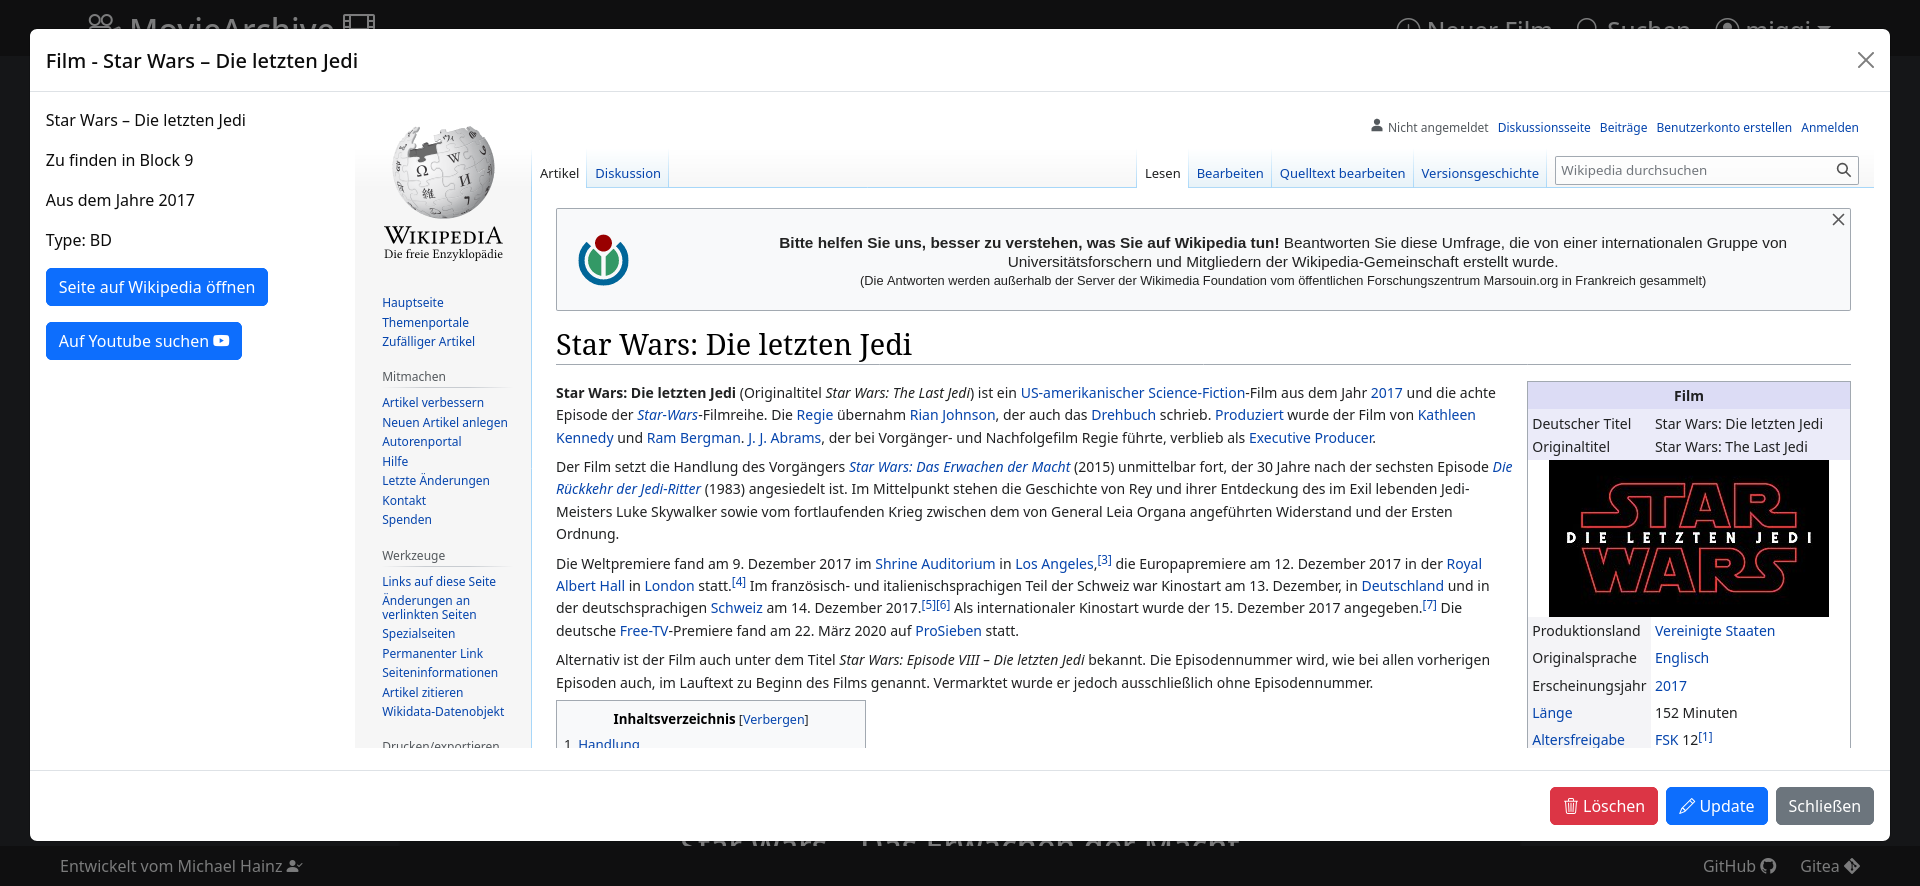 MovieArchive
Neuer Film Suchen miggi
Film - Star Wars – Die letzten Jedi
Star Wars – Die letzten Jedi
Zu finden in Block 9
Aus dem Jahre 2017
Type: BD
Seite auf Wikipedia öffnen
Auf Youtube suchen
WIKIPEDIA
Die freie Enzyklopädie
Hauptseite
Themenportale
Zufälliger Artikel
Mitmachen
Artikel verbessern
Neuen Artikel anlegen
Autorenportal
Hilfe
Letzte Änderungen
Kontakt
Spenden
Werkzeuge
Links auf diese Seite
Änderungen an
verlinkten Seiten
Spezialseiten
Permanenter Link
Seiteninformationen
Artikel zitieren
Wikidata-Datenobjekt
Drucken/exportieren
Nicht angemeldet Diskussionsseite Beiträge Benutzerkonto erstellen Anmelden
Artikel Diskussion Lesen Bearbeiten Quelltext bearbeiten Versionsgeschichte Wikipedia durchsuchen
Bitte helfen Sie uns, besser zu verstehen, was Sie auf Wikipedia tun! Beantworten Sie diese Umfrage, die von einer internationalen Gruppe von
Universitätsforschern und Mitgliedern der Wikipedia-Gemeinschaft erstellt wurde.
(Die Antworten werden außerhalb der Server der Wikimedia Foundation vom öffentlichen Forschungszentrum Marsouin.org in Frankreich gesammelt)
Star Wars: Die letzten Jedi
Star Wars: Die letzten Jedi (Originaltitel Star Wars: The Last Jedi) ist ein US-amerikanischer Science-Fiction-Film aus dem Jahr 2017 und die achte
Episode der Star-Wars-Filmreihe. Die Regie übernahm Rian Johnson, der auch das Drehbuch schrieb. Produziert wurde der Film von Kathleen
Kennedy und Ram Bergman. J. J. Abrams, der bei Vorgänger- und Nachfolgefilm Regie führte, verblieb als Executive Producer.
Der Film setzt die Handlung des Vorgängers Star Wars: Das Erwachen der Macht (2015) unmittelbar fort, der 30 Jahre nach der sechsten Episode Die
Rückkehr der Jedi-Ritter (1983) angesiedelt ist. Im Mittelpunkt stehen die Geschichte von Rey und ihrer Entdeckung des im Exil lebenden Jedi-
Meisters Luke Skywalker sowie vom fortlaufenden Krieg zwischen dem von General Leia Organa angeführten Widerstand und der Ersten
Ordnung.
Die Weltpremiere fand am 9. Dezember 2017 im Shrine Auditorium in Los Angeles,[3] die Europapremiere am 12. Dezember 2017 in der Royal
Albert Hall in London statt.[4] Im französisch- und italienischsprachigen Teil der Schweiz war Kinostart am 13. Dezember, in Deutschland und in
der deutschsprachigen Schweiz am 14. Dezember 2017.[5][6] Als internationaler Kinostart wurde der 15. Dezember 2017 angegeben.[7] Die
deutsche Free-TV-Premiere fand am 22. März 2020 auf ProSieben statt.
Alternativ ist der Film auch unter dem Titel Star Wars: Episode VIII – Die letzten Jedi bekannt. Die Episodennummer wird, wie bei allen vorherigen
Episoden auch, im Lauftext zu Beginn des Films genannt. Vermarktet wurde er jedoch ausschließlich ohne Episodennummer.
Inhaltsverzeichnis [Verbergen]
1 Handlung
Film
Deutscher Titel Star Wars: Die letzten Jedi
Originaltitel Star Wars: The Last Jedi
STAR
DIE LETZTEN JEDI
WARS
Produktionsland Vereinigte Staaten
Originalsprache Englisch
Erscheinungsjahr 2017
Länge 152 Minuten
Altersfreigabe FSK 12[1]
Löschen Update Schließen
Star Wars – Das Erwachen der Macht
Entwickelt vom Michael Hainz GitHub Gitea